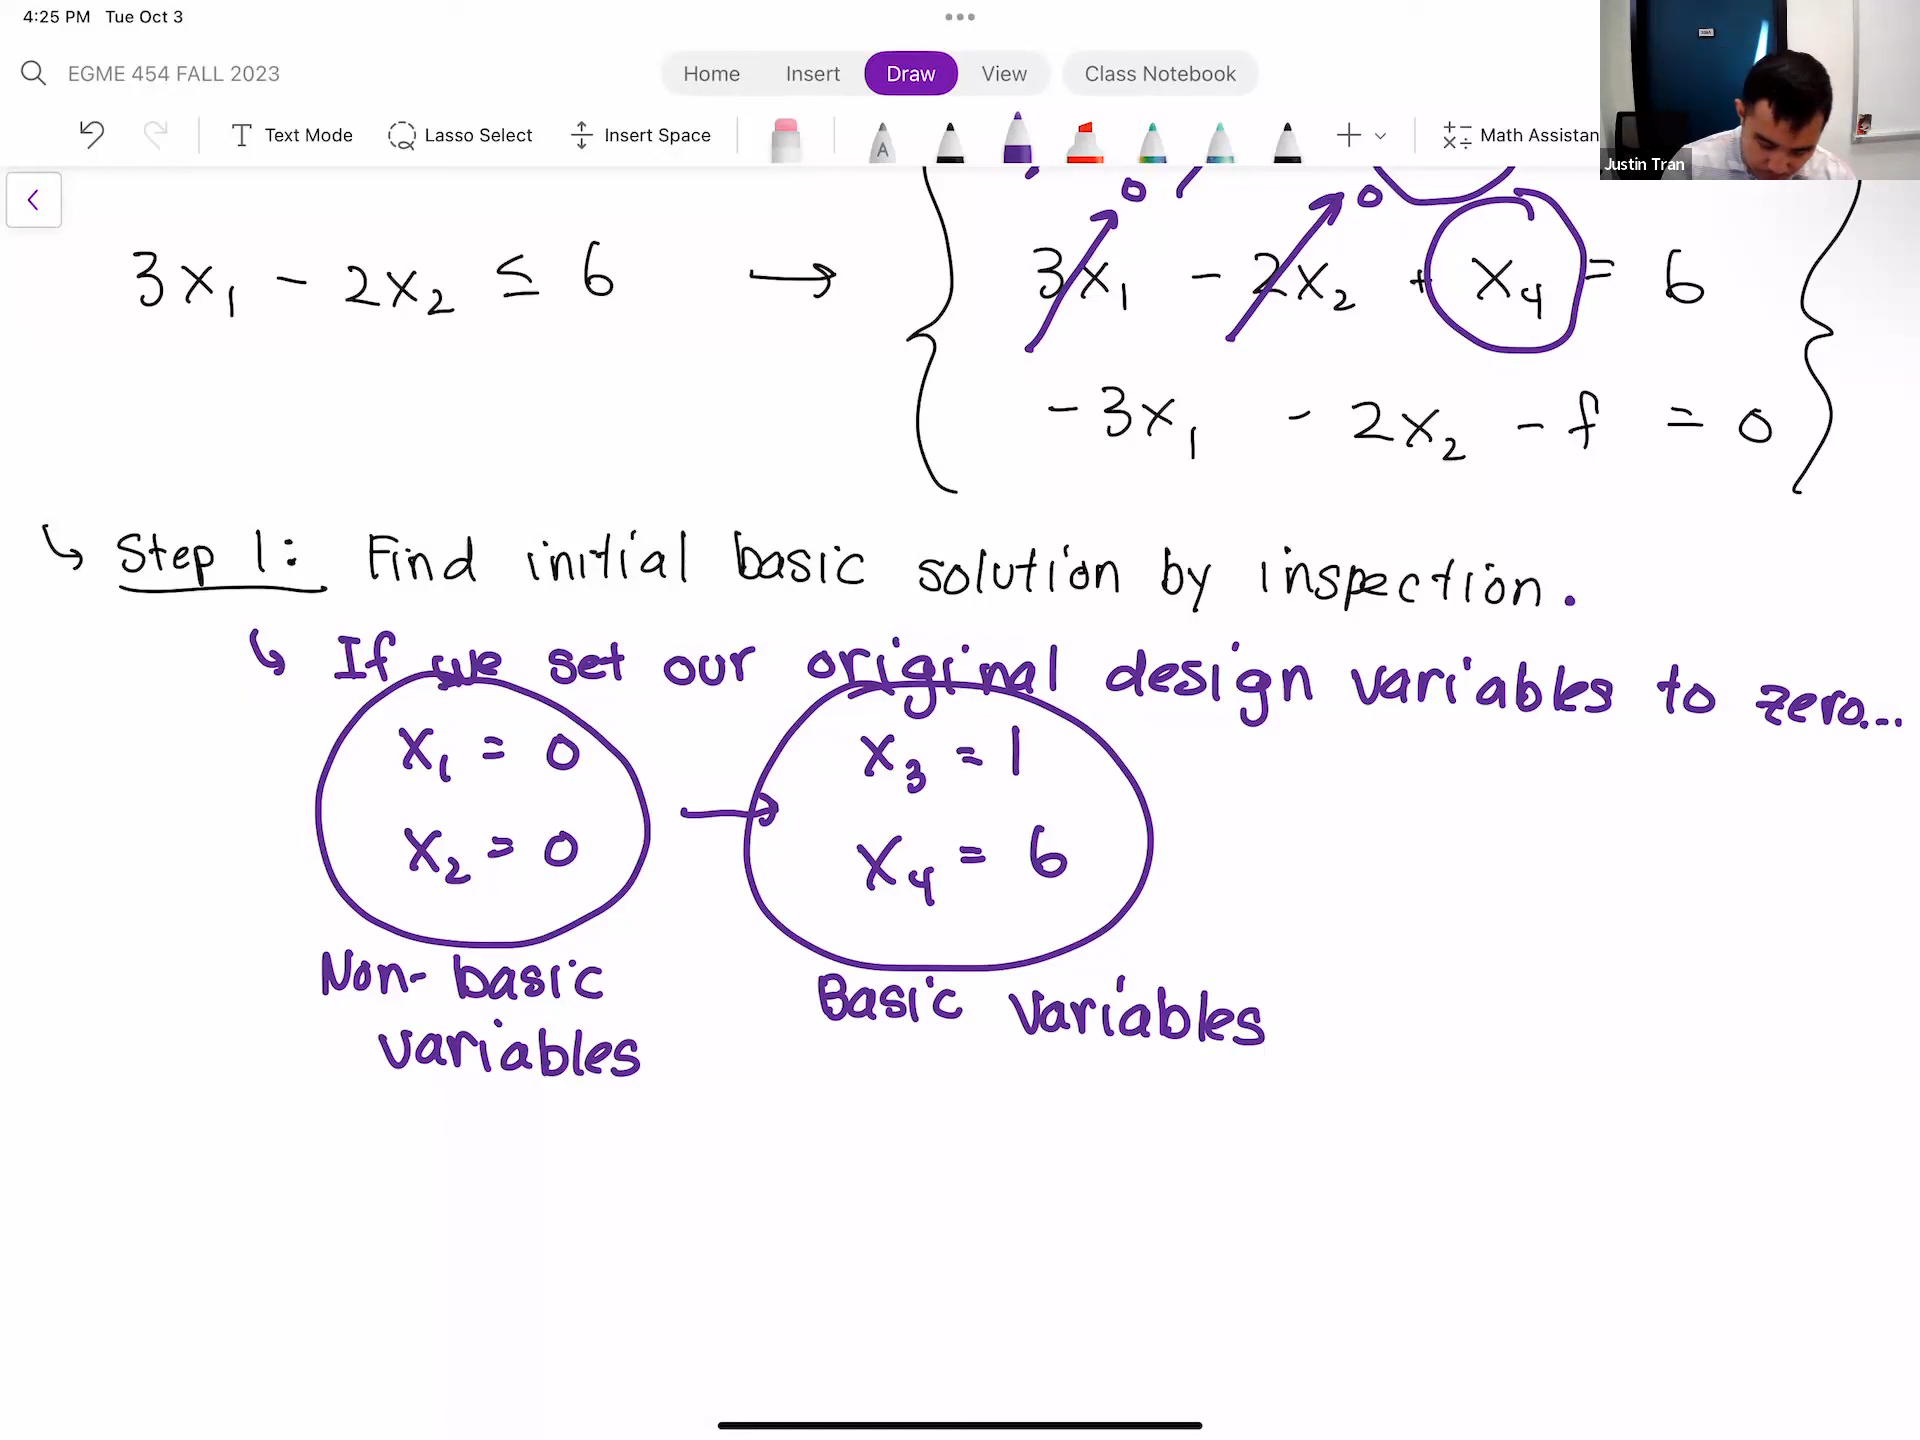 4:25 PM Tue Oct 3
EGME 454 FALL 2023
Home Insert Draw View Class Notebook
Text Mode Lasso Select Insert Space A Math Assistan
Justin Tran
0 0
3x₁ - 2x₂ ≤ 6 → 3x₁ - 2x₂ + x₄ = 6
-3x₁ - 2x₂ - f = 0
↳ Step 1: Find initial basic solution by inspection.
↳ If we set our original design variables to zero...
x₁ = 0 → x₃ = 1
x₂ = 0 x₄ = 6
Non-basic variables
Basic variables